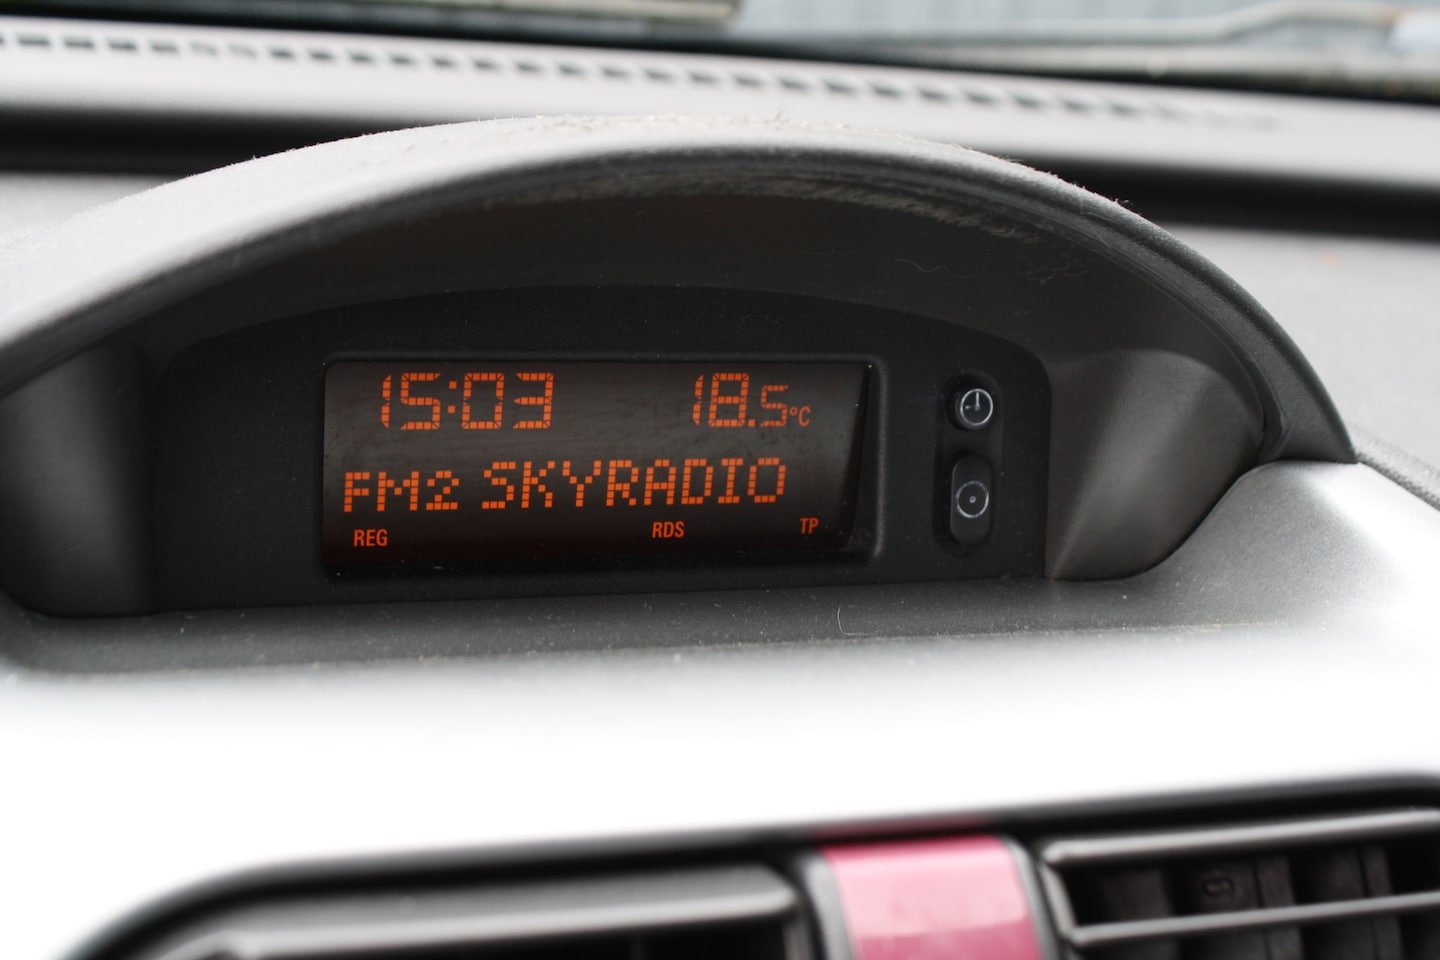 15:03 18.5°C
FM2 SKYRADIO
REG RDS TP